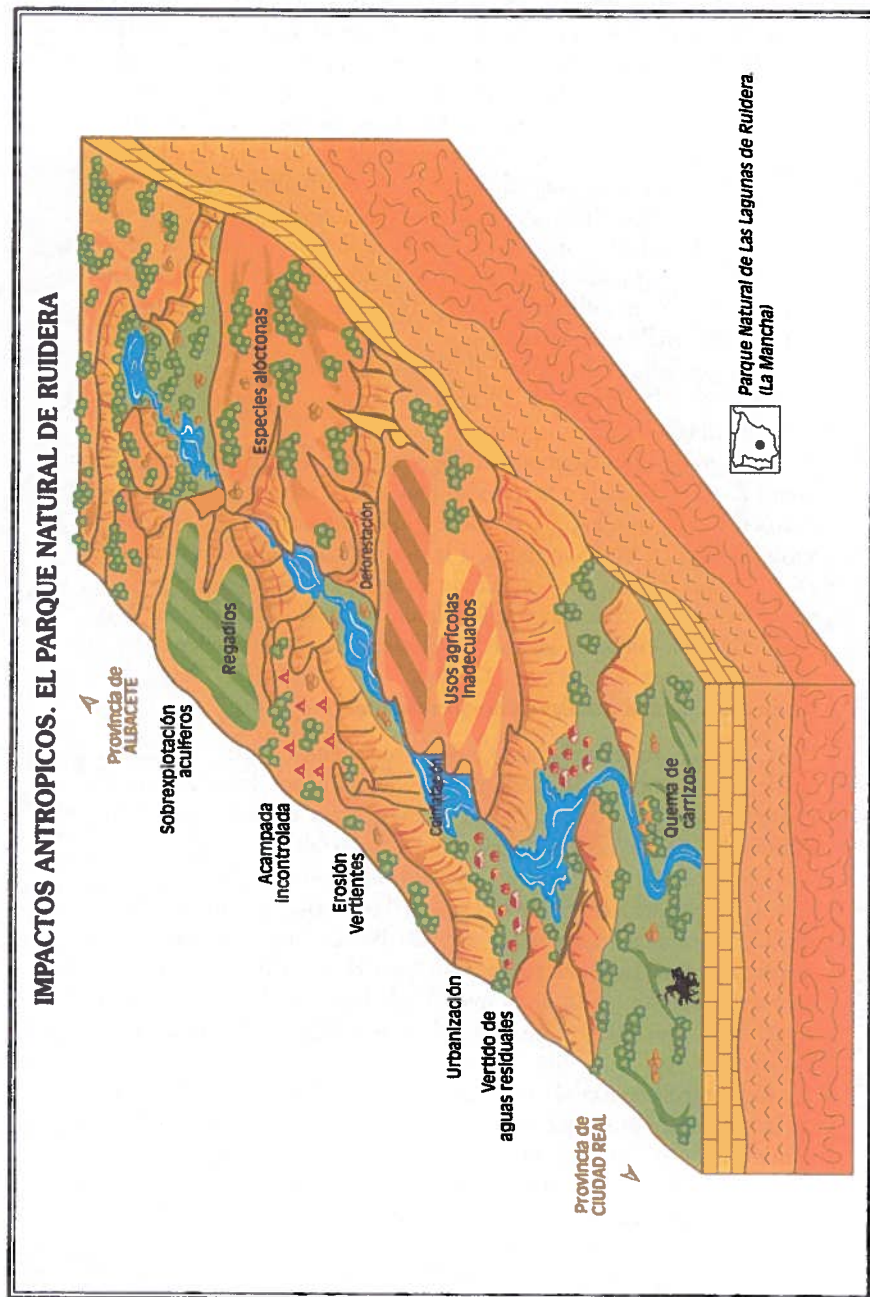 IMPACTOS ANTROPICOS. EL PARQUE NATURAL DE RUIDERA
Provincia de
ALBACETE
Sobrexplotación
acuíferos
Regadíos
Especies alóctonas
Acampada
incontrolada
Deforestación
Erosión
Vertientes
Usos agrícolas
inadecuados
Colmatación
Urbanización
Vertido de
aguas residuales
Quema de
carrizos
Provincia de
CIUDAD REAL
Parque Natural de Las Lagunas de Ruidera.
(La Mancha)